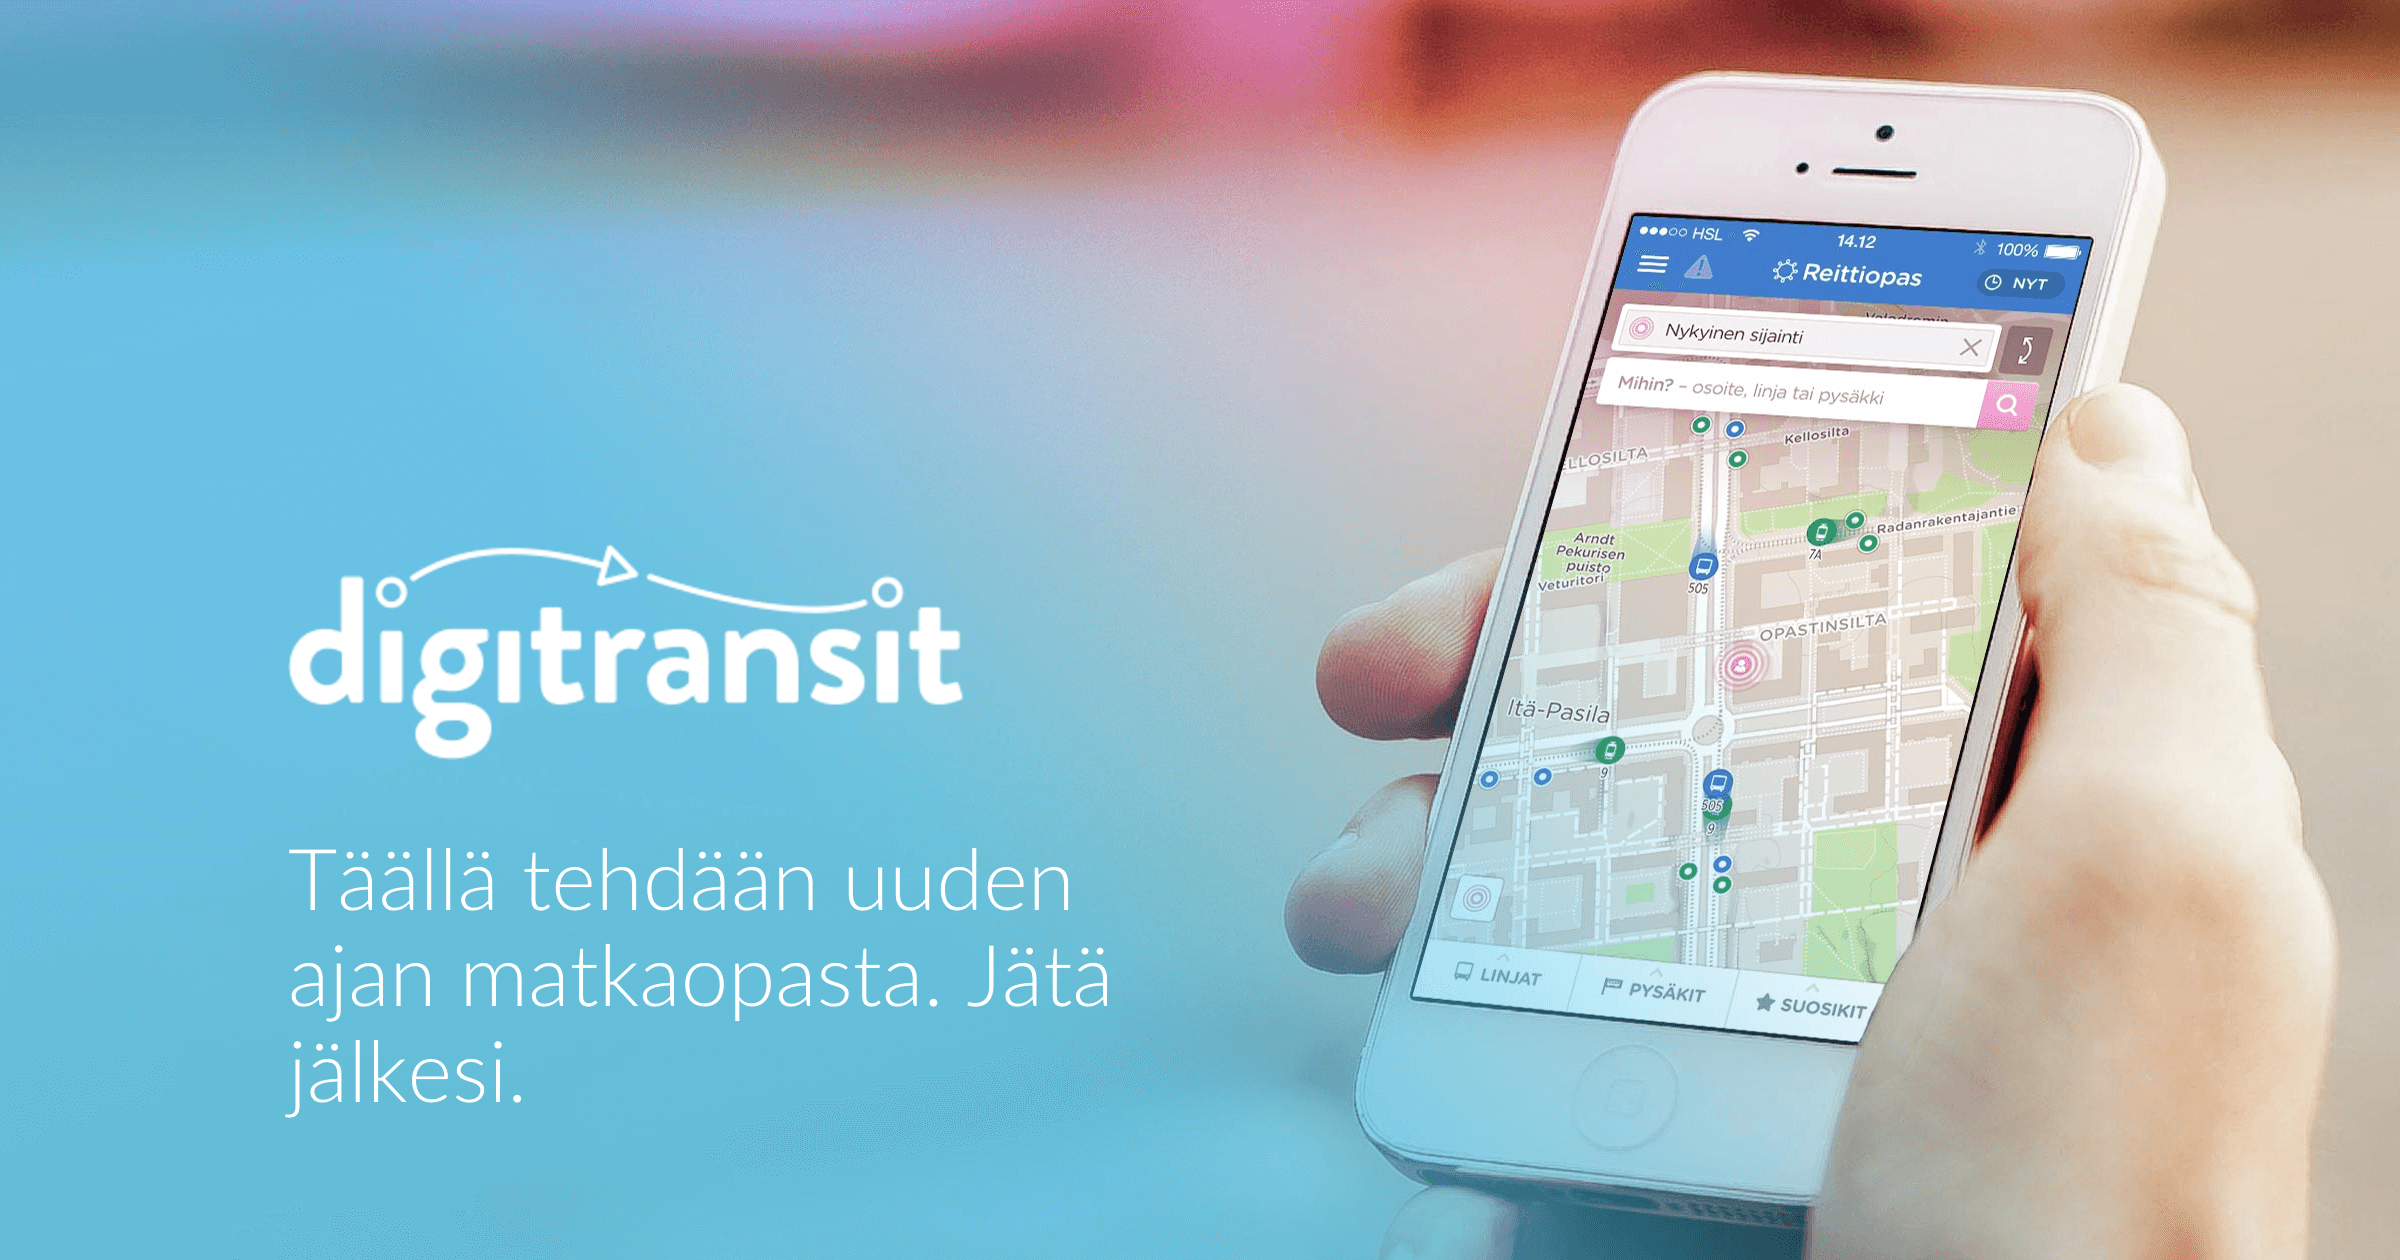 digitransit
Täällä tehdään uuden
ajan matkaopasta. Jätä
jälkesi.
HSL
14.12
100%
Reittiopas
NYT
Nykyinen sijainti
Mihin? – osoite, linja tai pysäkki
Kellosilta
LLOSILTA
Radanrakentajantie
7A
Arndt
Pekurisen
puisto
Veturitori
505
OPASTINSILTA
Itä-Pasila
9
505
9
LINJAT
PYSÄKIT
SUOSIKIT